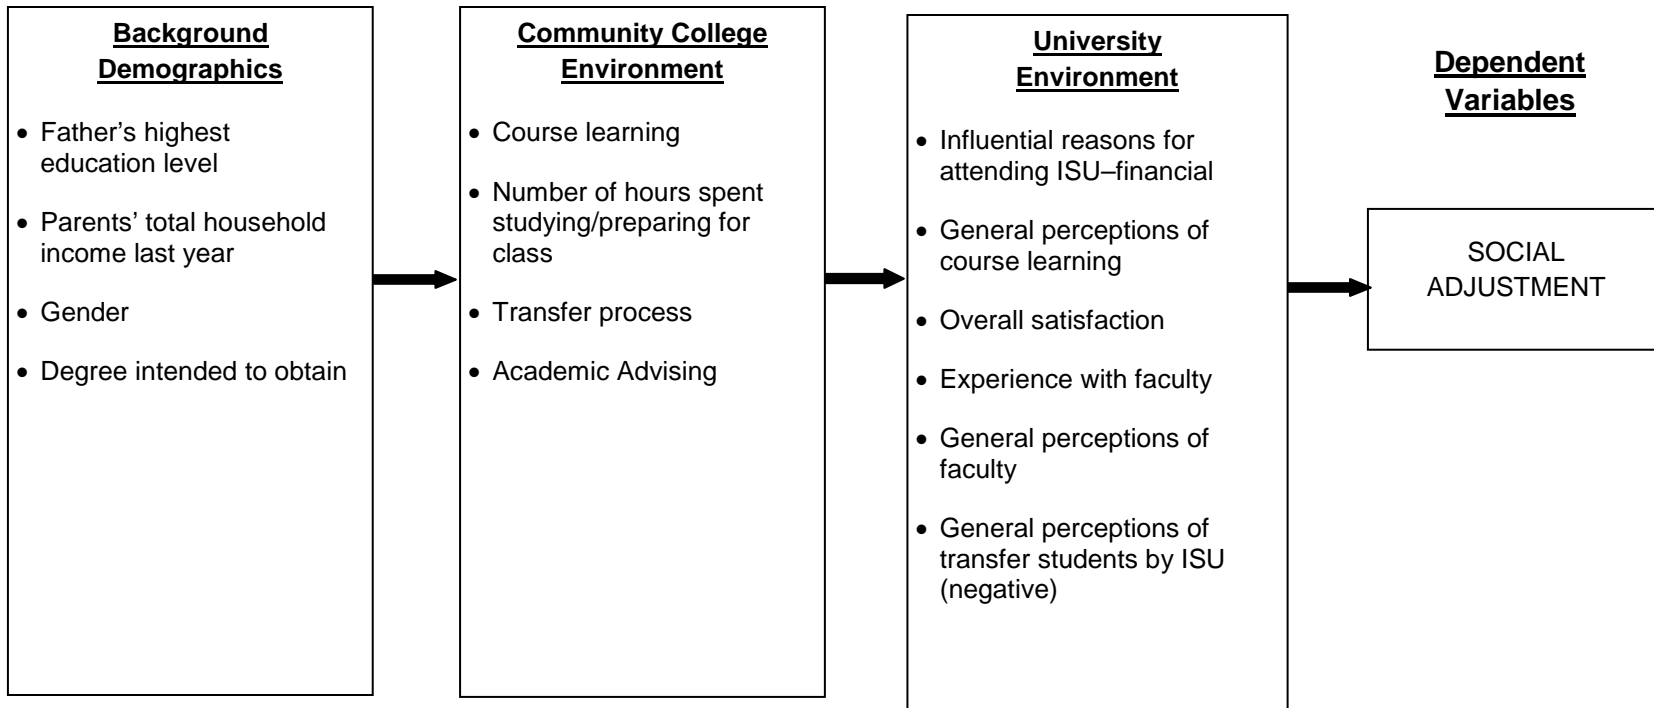 Background
Demographics
• Father’s highest
education level
• Parents’ total household
income last year
• Gender
• Degree intended to obtain
Community College
Environment
• Course learning
• Number of hours spent
studying/preparing for
class
• Transfer process
• Academic Advising
University
Environment
• Influential reasons for
attending ISU–financial
• General perceptions of
course learning
• Overall satisfaction
• Experience with faculty
• General perceptions of
faculty
• General perceptions of
transfer students by ISU
(negative)
Dependent
Variables
SOCIAL
ADJUSTMENT